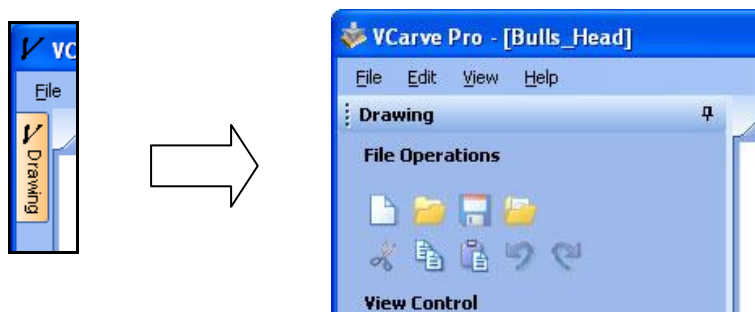 V VC
File
V Drawing
VCarve Pro - [Bulls_Head]
File Edit View Help
Drawing
File Operations
View Control